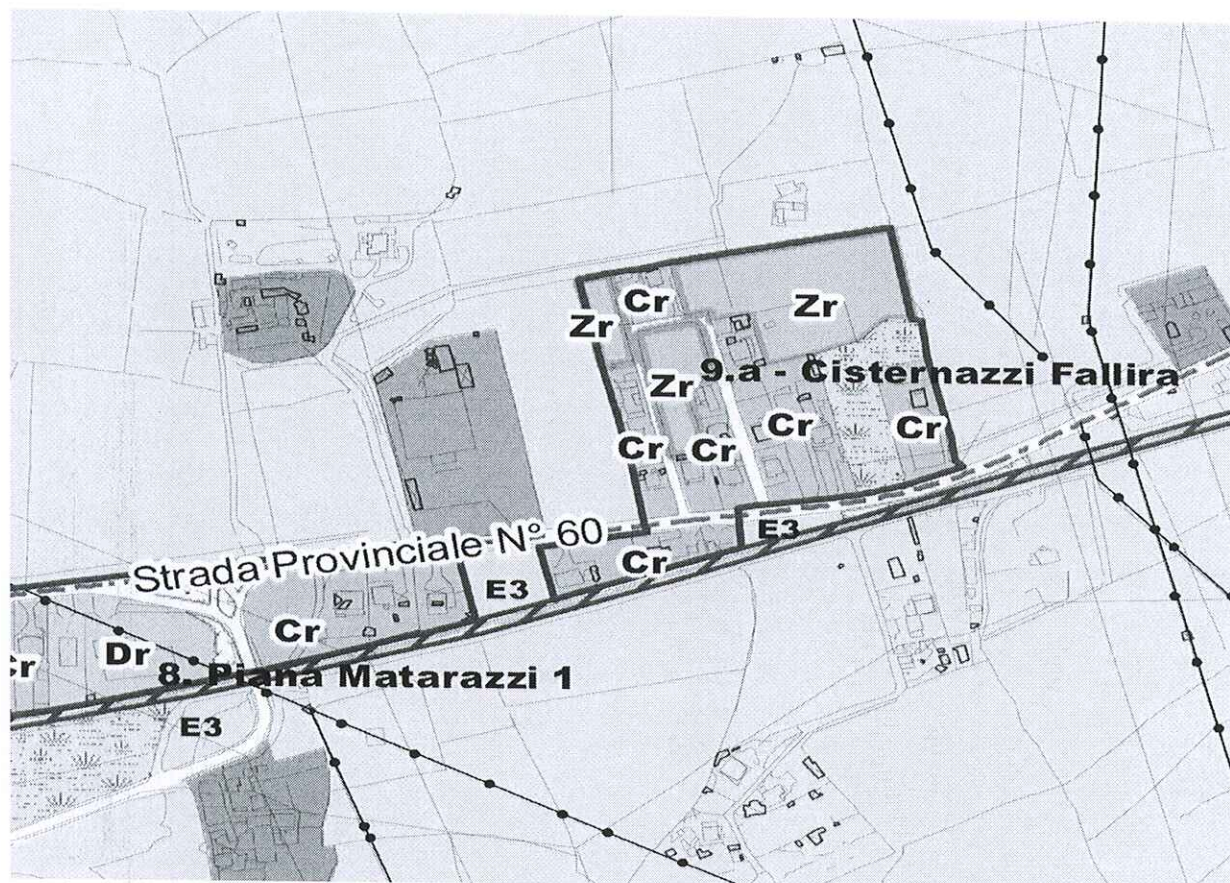 Cr
Zr
Zr
Zr
9.a - Cisternazzi Fallira
Cr
Cr
Cr
Cr
Strada Provinciale N° 60
E3
E3
Cr
Cr
Dr
Cr
8. Piana Matarazzi 1
E3